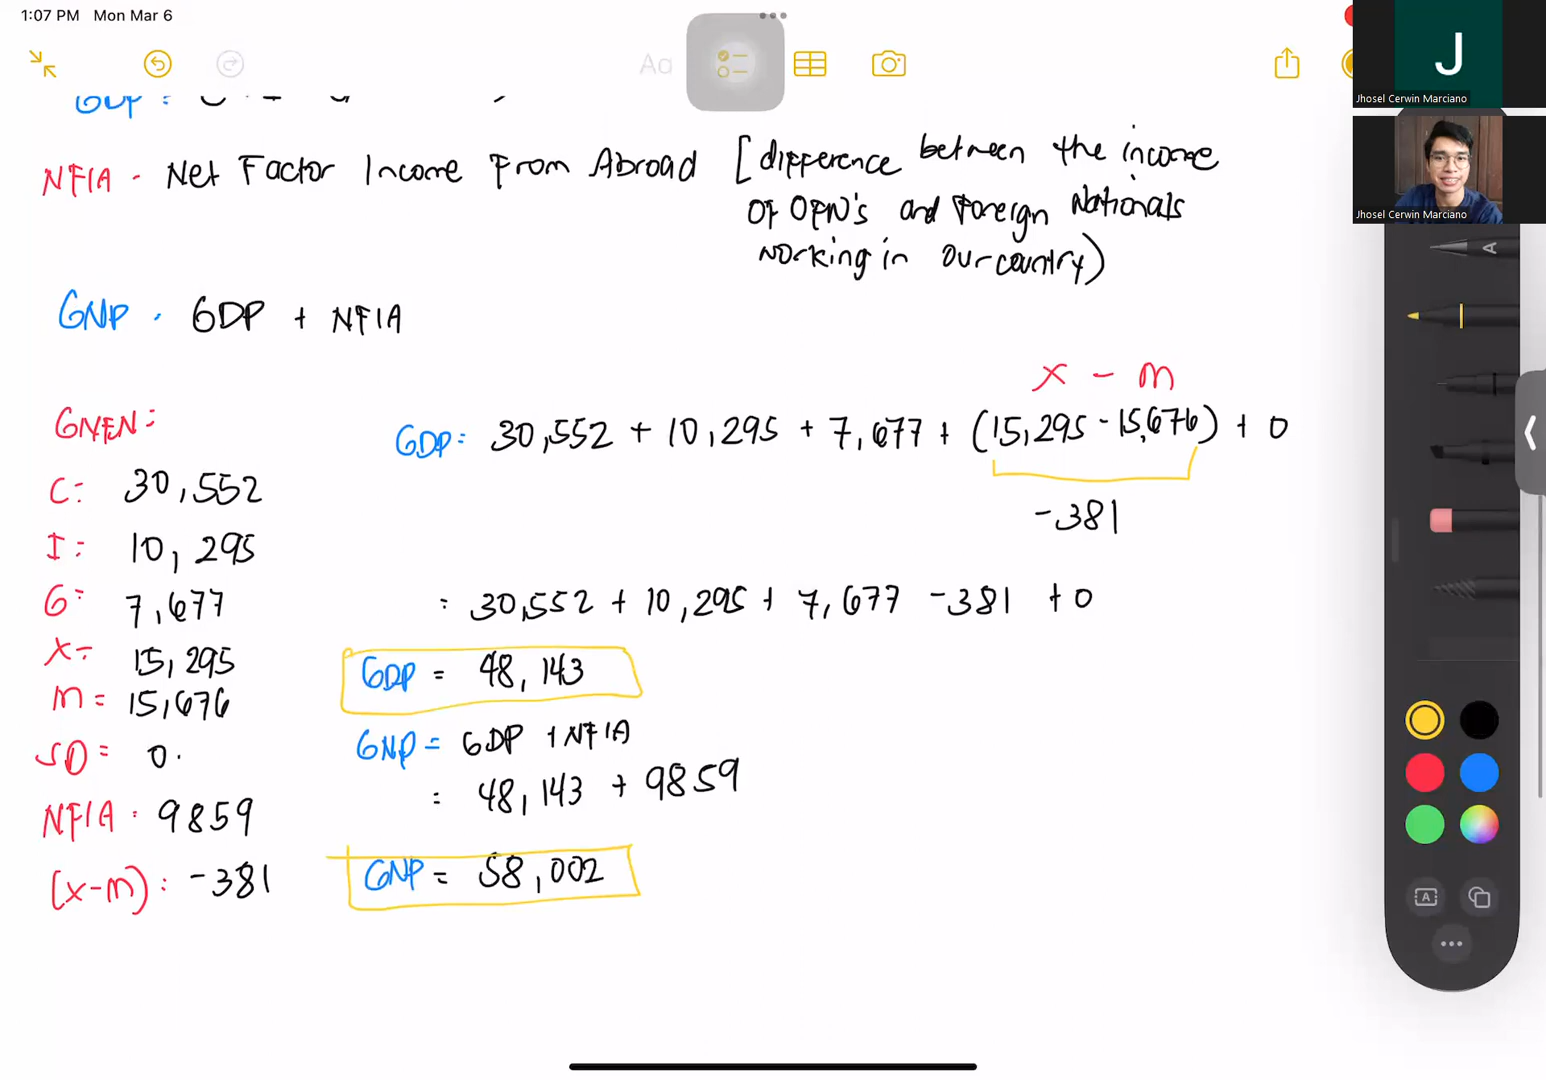 1:07 PM Mon Mar 6
Aa
Jhosel Cerwin Marciano
Jhosel Cerwin Marciano
NFIA - Net Factor Income From Abroad [difference between the income
of OFW's and Foreign Nationals
working in our country)
GNP = GDP + NFIA
X - M
GDP: 30,552 + 10,295 + 7,677 + (15,295 - 15,676) + 0
-381
C: 30,552
I: 10,295
G: 7,677
X= 15,295
M= 15,676
SD= 0.
NFIA: 9859
(X-M): -381
= 30,552 + 10,295 + 7,677 -381 +0
GDP = 48,143
GNP = GDP + NFIA
= 48,143 + 9859
GNP = 58,002
A
A